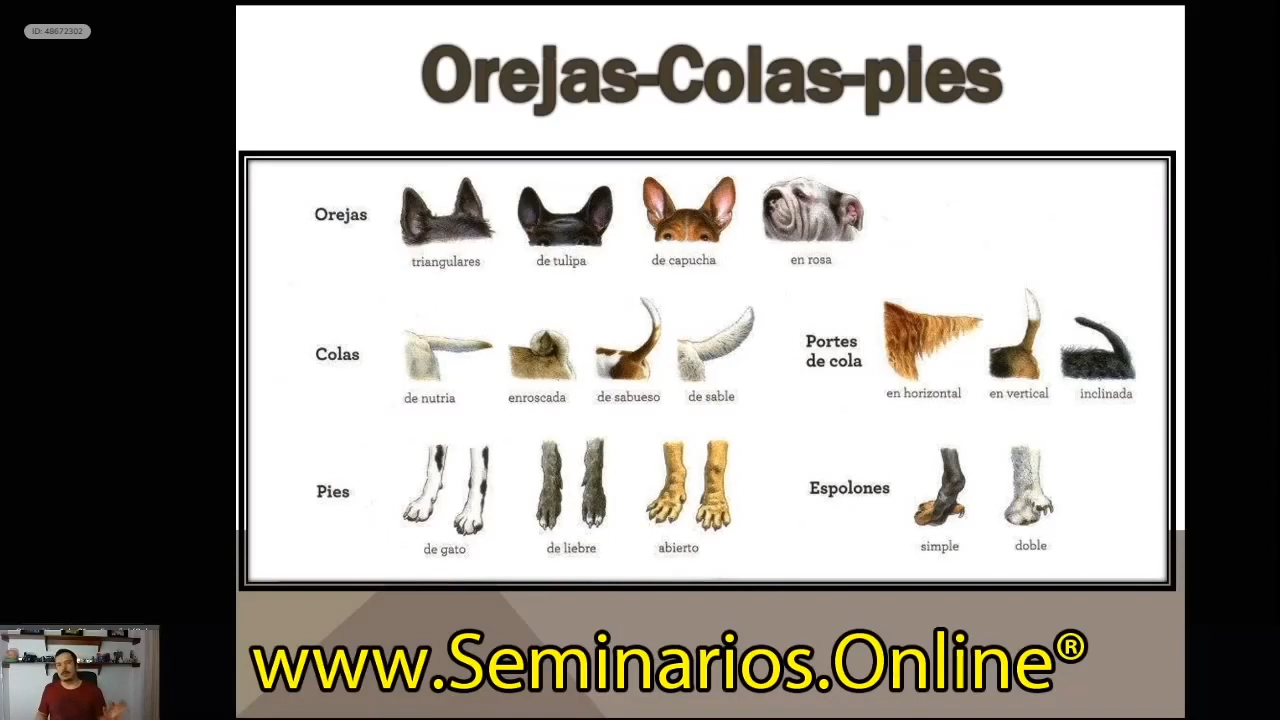 ID: 48672302
Orejas-Colas-pies
Orejas
triangulares
de tulipa
de capucha
en rosa
Colas
de nutria
enroscada
de sabueso
de sable
Portes
de cola
en horizontal
en vertical
inclinada
Pies
de gato
de liebre
abierto
Espolones
simple
doble
www.Seminarios.Online®